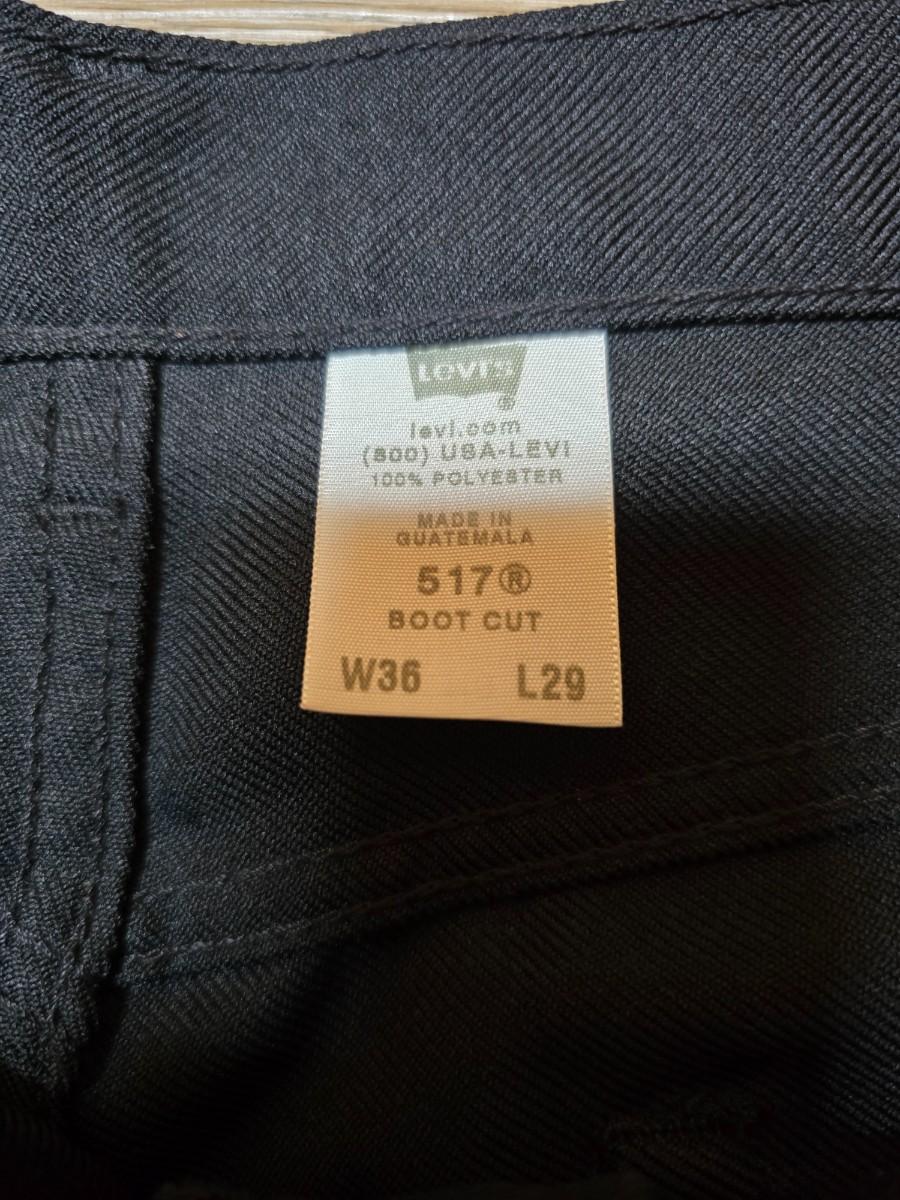 LEVI'S
®
levi.com
(800) USA-LEVI
100% POLYESTER
MADE IN
GUATEMALA
517®
BOOT CUT
W36 L29